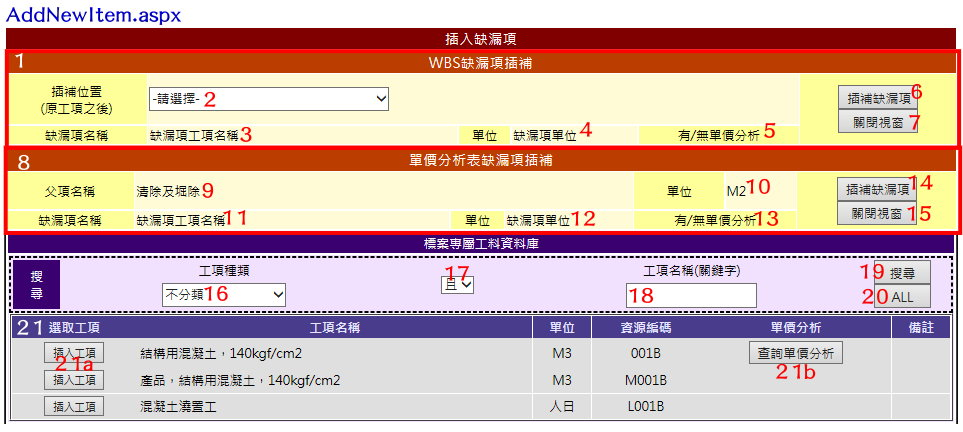 AddNewItem.aspx
插入缺漏項
1 WBS缺漏項插補
插補位置
(原工項之後)
-請選擇- 2
插補缺漏項 6
關閉視窗 7
缺漏項名稱 缺漏項工項名稱 3 單位 缺漏項單位 4 有/無單價分析 5
8 單價分析表缺漏項插補
父項名稱 清除及堀除 9 單位 M2 10
插補缺漏項 14
關閉視窗 15
缺漏項名稱 缺漏項工項名稱 11 單位 缺漏項單位 12 有/無單價分析 13
標案專屬工料資料庫
搜
尋
工項種類 17 工項名稱(關鍵字)
不分類 16 且 18
19 搜尋
20 ALL
21 選取工項 工項名稱 單位 資源編碼 單價分析 備註
插入工項 結構用混凝土，140kgf/cm2 M3 001B 查詢單價分析
21a 21b
插入工項 產品，結構用混凝土，140kgf/cm2 M3 M001B
插入工項 混凝土澆置工 人日 L001B